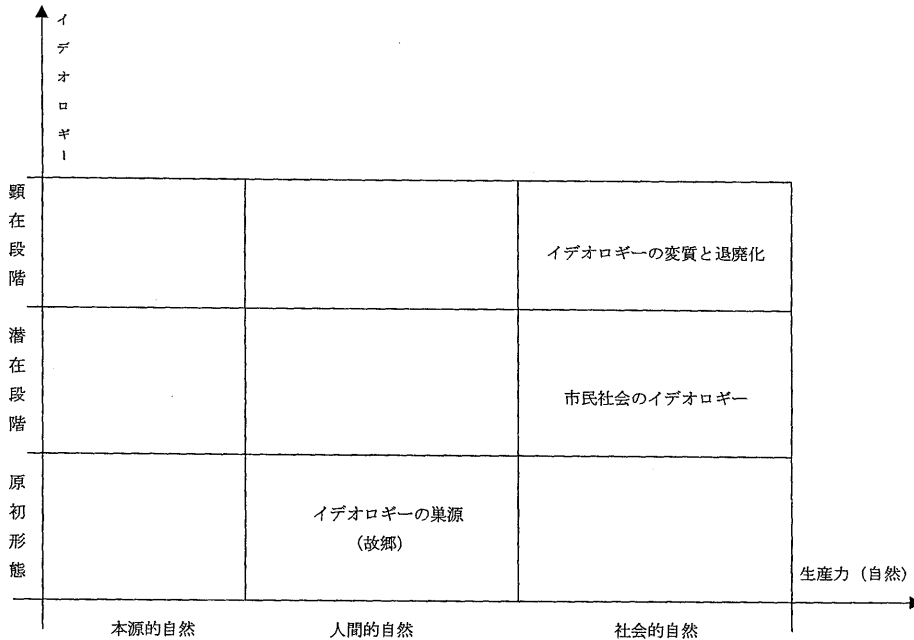 イデオロギー
顕在段階
イデオロギーの変質と退廃化
潜在段階
市民社会のイデオロギー
原初形態
イデオロギーの巣源
(故郷)
生産力(自然)
本源的自然
人間的自然
社会的自然